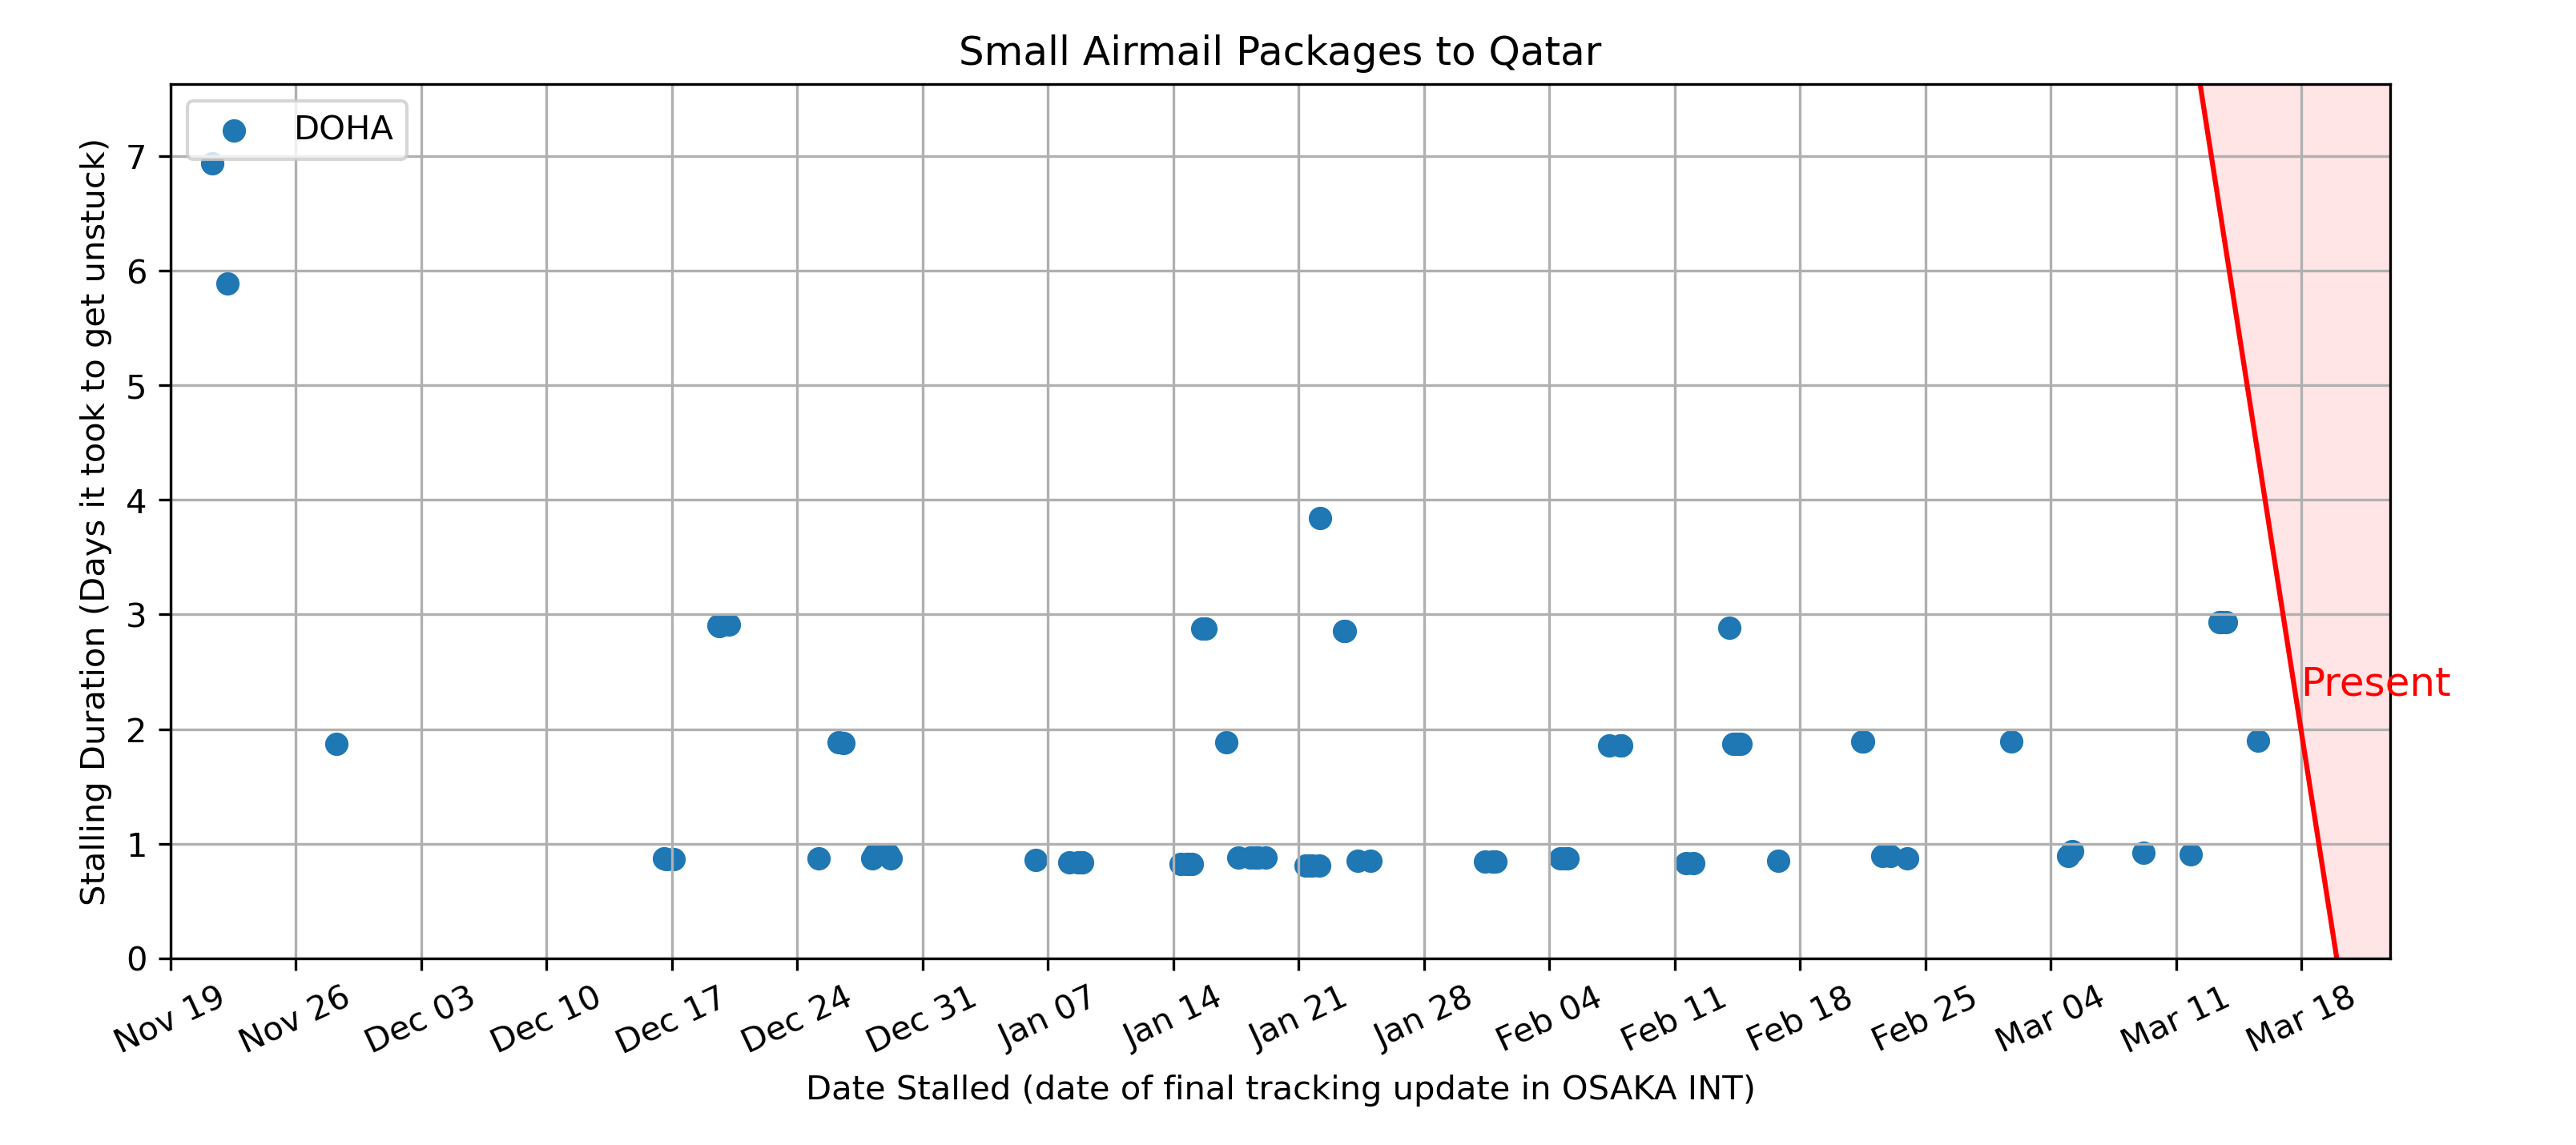 Small Airmail Packages to Qatar
DOHA
Stalling Duration (Days it took to get unstuck)
7
6
5
4
3
2
1
0
Present
Nov 19 Nov 26 Dec 03 Dec 10 Dec 17 Dec 24 Dec 31 Jan 07 Jan 14 Jan 21 Jan 28 Feb 04 Feb 11 Feb 18 Feb 25 Mar 04 Mar 11 Mar 18
Date Stalled (date of final tracking update in OSAKA INT)